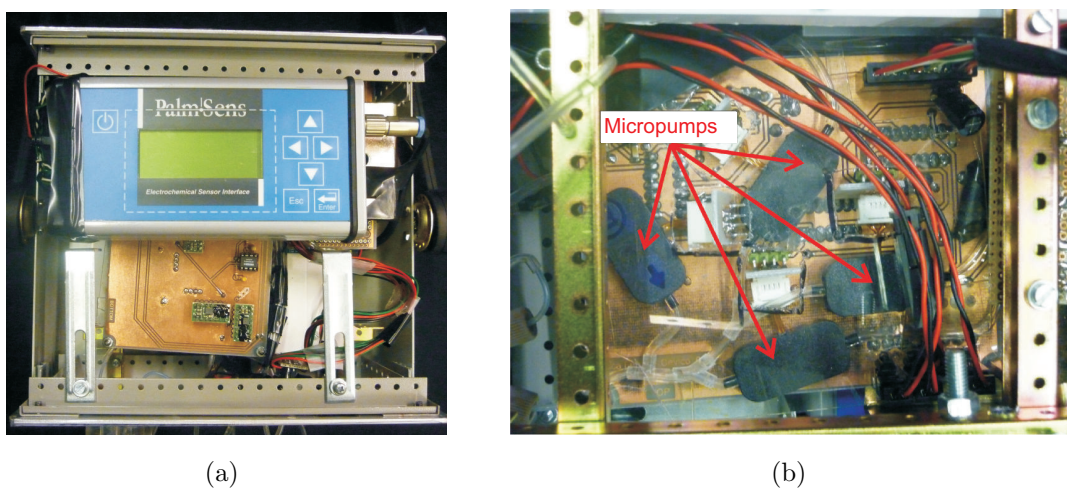 Palm Sens
Electrochemical Sensor Interface
Esc
Enter
Micropumps
(a)
(b)